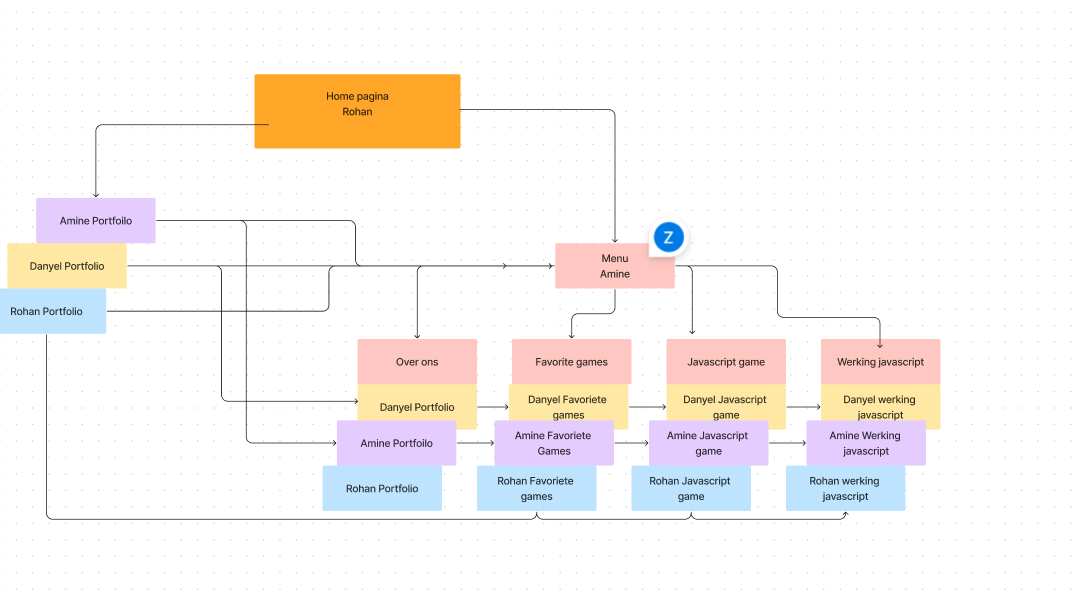 Home pagina
Rohan
Amine Portfoilo
Z
Danyel Portfolio
Menu
Amine
Rohan Portfolio
Over ons
Favorite games
Javascript game
Werking javascript
Danyel Portfolio
Danyel Favoriete
games
Danyel Javascript
game
Danyel werking
javascript
Amine Portfoilo
Amine Favoriete
Games
Amine Javascript
game
Amine Werking
javascript
Rohan Portfolio
Rohan Favoriete
games
Rohan Javascript
game
Rohan werking
javascript